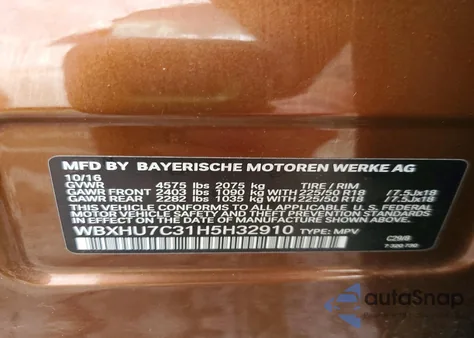 MFD BY BAYERISCHE MOTOREN WERKE AG
10/16
GVWR 4575 lbs 2075 kg TIRE / RIM
GAWR FRONT 2403 lbs 1090 kg WITH 225/50 R18 /7.5Jx18
GAWR REAR 2282 lbs 1035 kg WITH 225/50 R18 /7.5Jx18
THIS VEHICLE CONFORMS TO ALL APPLICABLE U. S. FEDERAL
MOTOR VEHICLE SAFETY, BUMPER, AND THEFT PREVENTION STANDARDS
IN EFFECT ON THE DATE OF MANUFACTURE SHOWN ABOVE.
WBXHU7C31H5H32910 TYPE: MPV
C29/B
autaSnap